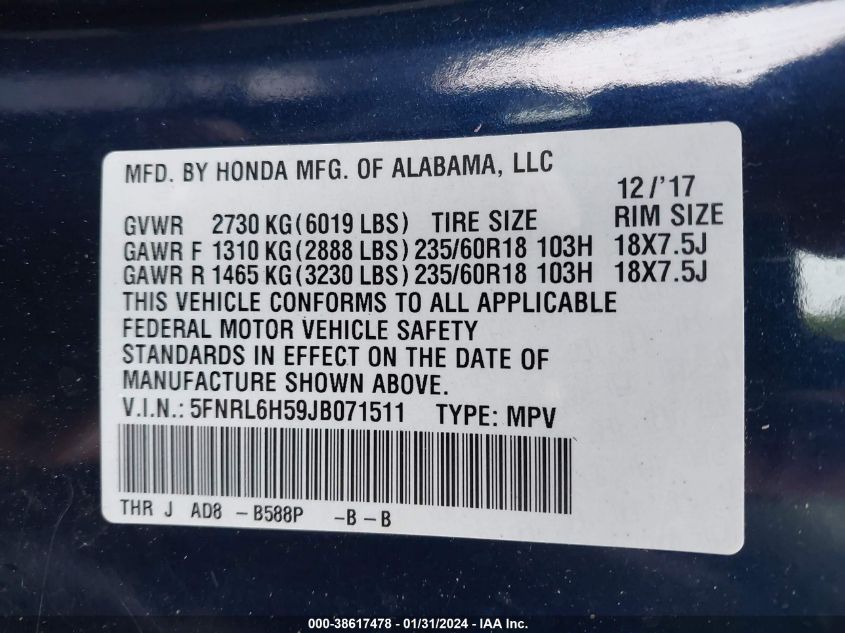 MFD. BY HONDA MFG. OF ALABAMA, LLC
12/'17
GVWR 2730 KG(6019 LBS) TIRE SIZE RIM SIZE
GAWR F 1310 KG(2888 LBS) 235/60R18 103H 18X7.5J
GAWR R 1465 KG(3230 LBS) 235/60R18 103H 18X7.5J
THIS VEHICLE CONFORMS TO ALL APPLICABLE
FEDERAL MOTOR VEHICLE SAFETY
STANDARDS IN EFFECT ON THE DATE OF
MANUFACTURE SHOWN ABOVE.
V.I.N.: 5FNRL6H59JB071511 TYPE: MPV
THR J AD8 - B588P -B - B
000-38617478 - 01/31/2024 - IAA Inc.